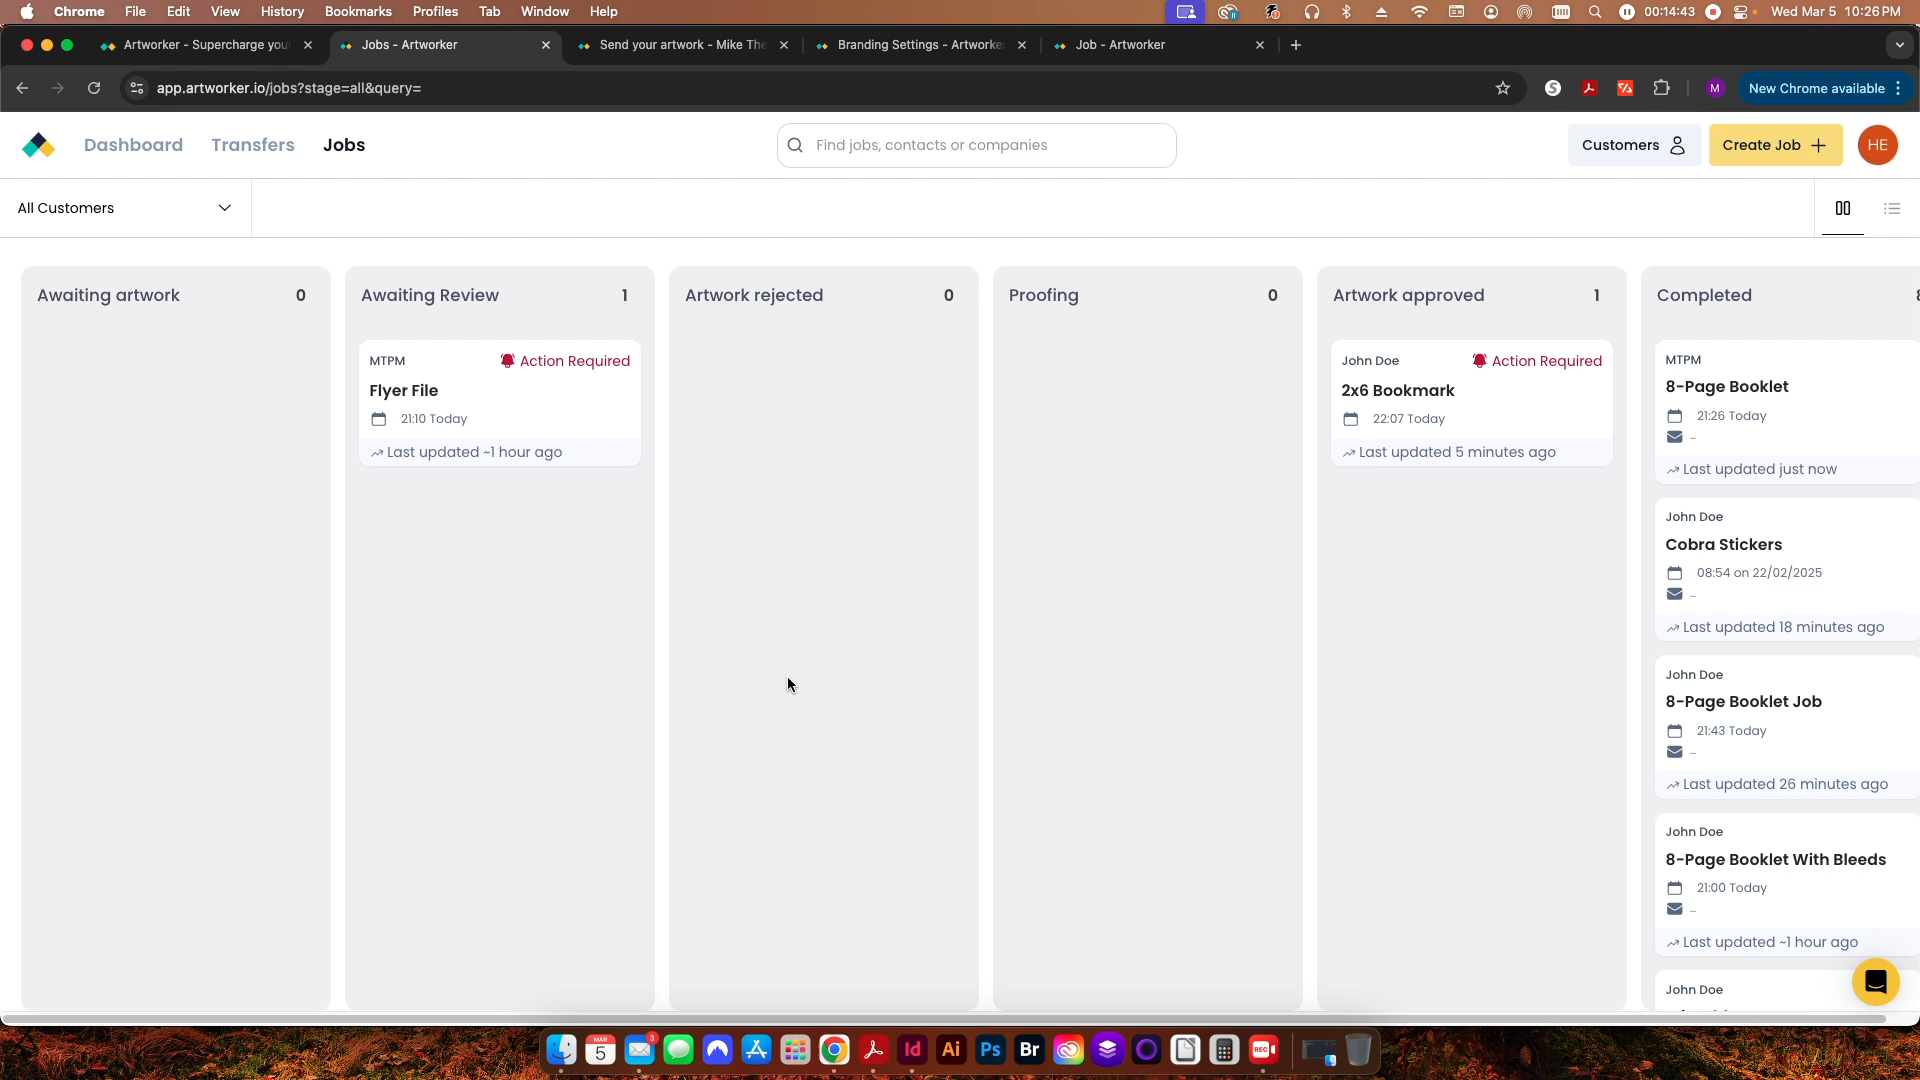 Chrome File Edit View History Bookmarks Profiles Tab Window Help 00:14:43 Wed Mar 5 10:26 PM
Artworker - Supercharge you Jobs - Artworker Send your artwork - Mike The Branding Settings - Artworke Job - Artworker
app.artworker.io/jobs?stage=all&query= M New Chrome available
Dashboard Transfers Jobs Find jobs, contacts or companies Customers Create Job HE
All Customers
Awaiting artwork 0
Awaiting Review 1
MTPM Action Required
Flyer File
21:10 Today
Last updated ~1 hour ago
Artwork rejected 0
Proofing 0
Artwork approved 1
John Doe Action Required
2x6 Bookmark
22:07 Today
Last updated 5 minutes ago
Completed
MTPM
8-Page Booklet
21:26 Today
–
Last updated just now
John Doe
Cobra Stickers
08:54 on 22/02/2025
–
Last updated 18 minutes ago
John Doe
8-Page Booklet Job
21:43 Today
–
Last updated 26 minutes ago
John Doe
8-Page Booklet With Bleeds
21:00 Today
–
Last updated ~1 hour ago
John Doe
MAR 5 3 Id Ai Ps Br REC